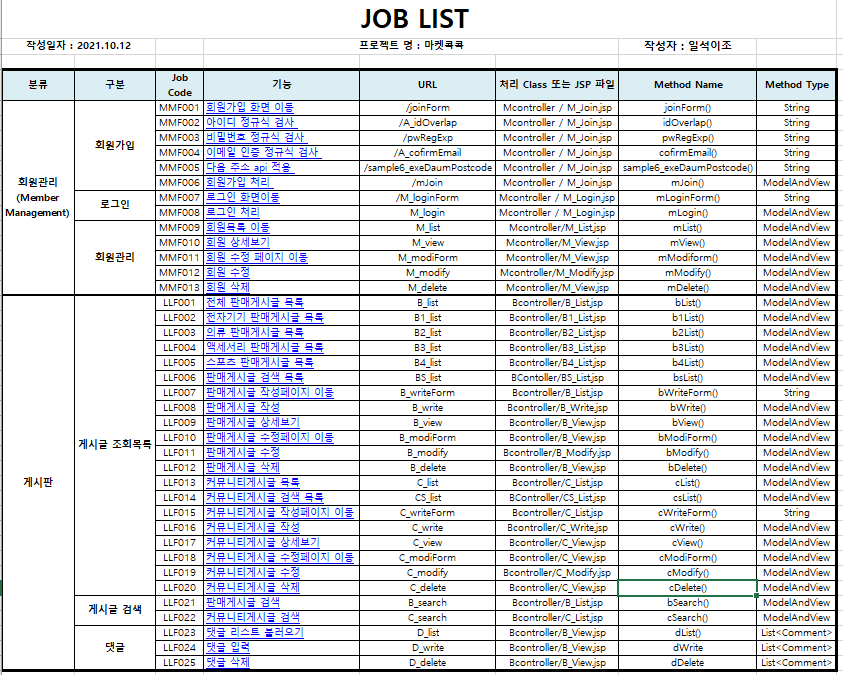 JOB LIST
작성일자 : 2021.10.12 프로젝트 명 : 마켓콕콕 작성자 : 일석이조
분류 구분 Job Code 기능 URL 처리 Class 또는 JSP 파일 Method Name Method Type
회원관리 (Member Management)
회원가입
MMF001 회원가입 화면 이동 /joinForm Mcontroller / M_Join.jsp joinForm() String
MMF002 아이디 정규식 검사 /A_idOverlap Mcontroller / M_Join.jsp idOverlap() String
MMF003 비밀번호 정규식 검사 /pwRegExp Mcontroller / M_Join.jsp pwRegExp() String
MMF004 이메일 인증 정규식 검사 /A_cofirmEmail Mcontroller / M_Join.jsp cofirmEmail() String
MMF005 다음 주소 api 적용 /sample6_exeDaumPostcode Mcontroller / M_Join.jsp sample6_exeDaumPostcode() String
MMF006 회원가입 처리 /mJoin Mcontroller / M_Join.jsp mJoin() ModelAndView
로그인
MMF007 로그인 화면이동 /M_loginForm Mcontroller / M_Login.jsp mLoginForm() String
MMF008 로그인 처리 M_login Mcontroller / M_Login.jsp mLogin() ModelAndView
회원관리
MMF009 회원목록 이동 M_list Mcontroller/M_List.jsp mList() ModelAndView
MMF010 회원 상세보기 M_view Mcontroller/M_View.jsp mView() ModelAndView
MMF011 회원 수정 페이지 이동 M_modiForm Mcontroller/M_View.jsp mModiform() ModelAndView
MMF012 회원 수정 M_modify Mcontroller/M_Modify.jsp mModify() ModelAndView
MMF013 회원 삭제 M_delete Mcontroller/M_View.jsp mDelete() ModelAndView
게시판
게시글 조회목록
LLF001 전체 판매게시글 목록 B_list Bcontroller/B_List.jsp bList() ModelAndView
LLF002 전자기기 판매게시글 목록 B1_list Bcontroller/B1_List.jsp b1List() ModelAndView
LLF003 의류 판매게시글 목록 B2_list Bcontroller/B2_List.jsp b2List() ModelAndView
LLF004 액세서리 판매게시글 목록 B3_list Bcontroller/B3_List.jsp b3List() ModelAndView
LLF005 스포츠 판매게시글 목록 B4_list Bcontroller/B4_List.jsp b4List() ModelAndView
LLF006 판매게시글 검색 목록 BS_list BContoller/BS_List.jsp bsList() ModelAndView
LLF007 판매게시글 작성페이지 이동 B_writeForm Bcontroller/B_List.jsp bWriteForm() String
LLF008 판매게시글 작성 B_write Bcontroller/B_Write.jsp bWrite() ModelAndView
LLF009 판매게시글 상세보기 B_view Bcontroller/B_View.jsp bView() ModelAndView
LLF010 판매게시글 수정페이지 이동 B_modiForm Bcontroller/B_View.jsp bModiForm() ModelAndView
LLF011 판매게시글 수정 B_modify Bcontroller/B_Modify.jsp bModify() ModelAndView
LLF012 판매게시글 삭제 B_delete Bcontroller/B_View.jsp bDelete() ModelAndView
LLF013 커뮤니티게시글 목록 C_list Bcontroller/C_List.jsp cList() ModelAndView
LLF014 커뮤니티게시글 검색 목록 CS_list BController/CS_List.jsp csList() ModelAndView
LLF015 커뮤니티게시글 작성페이지 이동 C_writeForm Bcontroller/C_List.jsp cWriteForm() String
LLF016 커뮤니티게시글 작성 C_write Bcontroller/C_Write.jsp cWrite() ModelAndView
LLF017 커뮤니티게시글 상세보기 C_view Bcontroller/C_View.jsp cView() ModelAndView
LLF018 커뮤니티게시글 수정페이지 이동 C_modiForm Bcontroller/C_View.jsp cModiForm() ModelAndView
LLF019 커뮤니티게시글 수정 C_modify Bcontroller/C_Modify.jsp cModify() ModelAndView
LLF020 커뮤니티게시글 삭제 C_delete Bcontroller/C_View.jsp cDelete() ModelAndView
게시글 검색
LLF021 판매게시글 검색 B_search Bcontroller/B_List.jsp bSearch() ModelAndView
LLF022 커뮤니티게시글 검색 C_search Bcontroller/C_List.jsp cSearch() ModelAndView
댓글
LLF023 댓글 리스트 불러오기 D_list Bcontroller/B_View.jsp dList() List<Comment>
LLF024 댓글 입력 D_write Bcontroller/B_View.jsp dWrite List<Comment>
LLF025 댓글 삭제 D_delete Bcontroller/B_View.jsp dDelete List<Comment>